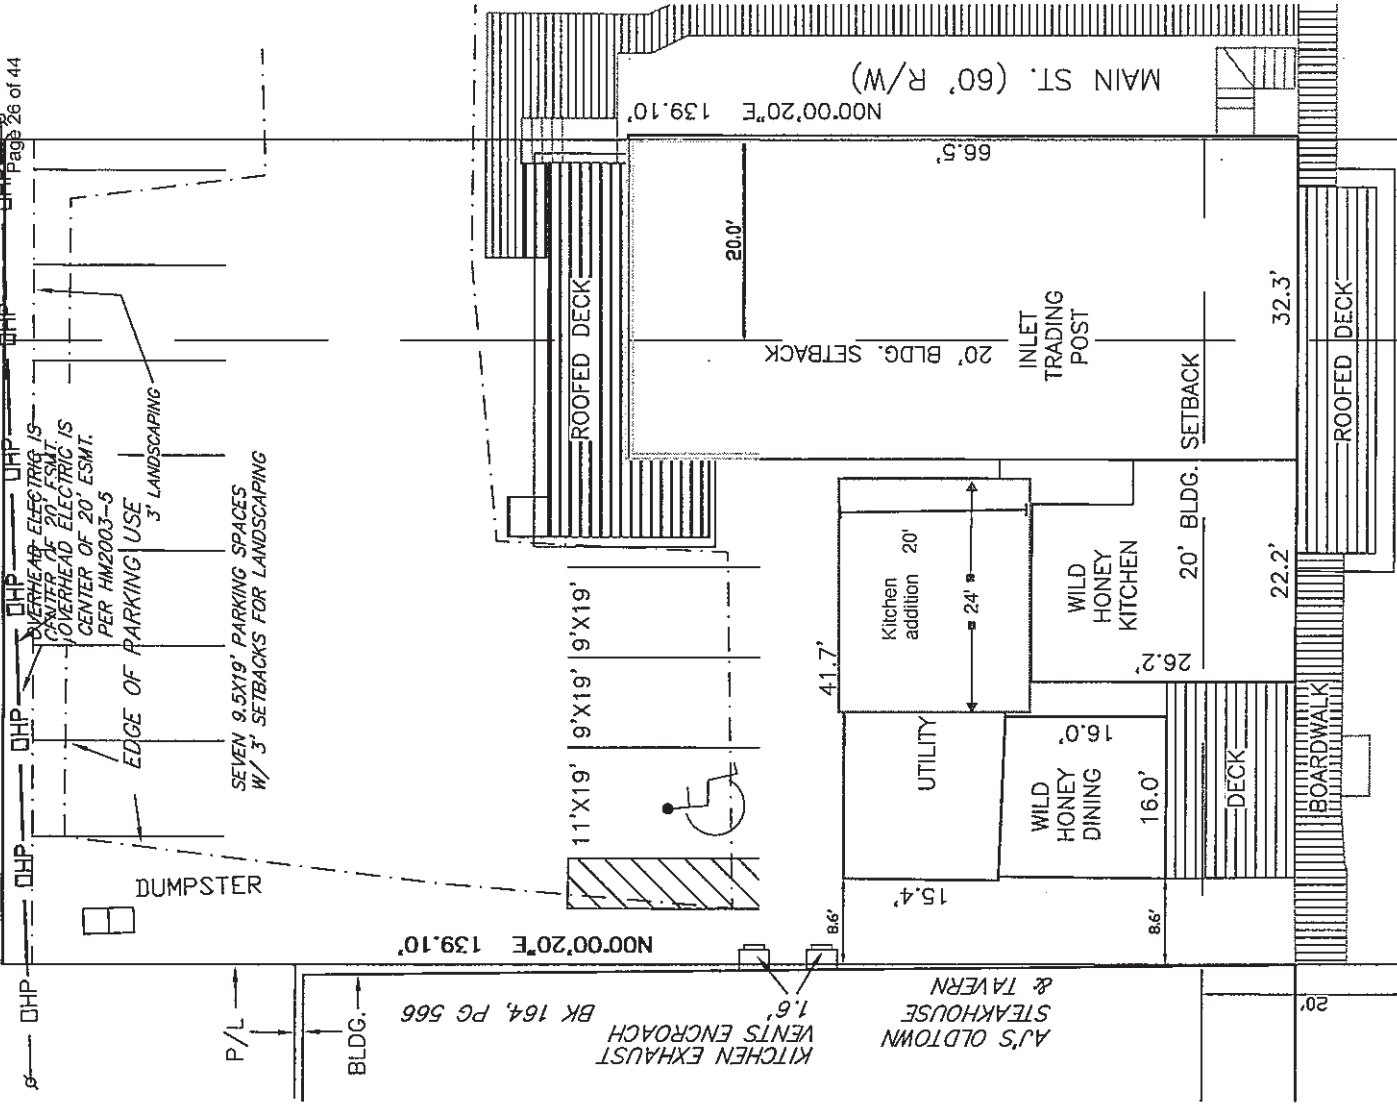 Page 26 of 44
OHP
OHP
OHP
OHP
OHP
OHP
OHP
OVERHEAD ELECTRIC IS
CENTER OF 20' ESMT.
OVERHEAD ELECTRIC IS
CENTER OF 20' ESMT.
PER HM2003-5
EDGE OF PARKING USE
3' LANDSCAPING
SEVEN 9.5X19' PARKING SPACES
W/ 3' SETBACKS FOR LANDSCAPING
DUMPSTER
MAIN ST. (60' R/W)
N00°00'20"E 139.10'
66.5'
20.0'
ROOFED DECK
20' BLDG. SETBACK
INLET
TRADING
POST
32.3'
ROOFED DECK
20' BLDG. SETBACK
11'X19' 9'X19' 9'X19'
41.7'
Kitchen
addition
20'
24'
UTILITY
WILD
HONEY
KITCHEN
26.2'
22.2'
WILD
HONEY
DINING
16.0'
16.0'
DECK
BOARDWALK
15.4'
8.6'
8.6'
N00°00'20"E 139.10'
P/L
BLDG.
BK 164, PG 566
KITCHEN EXHAUST
VENTS ENCROACH
1.6'
AJ'S OLDTOWN
STEAKHOUSE
& TAVERN
20'